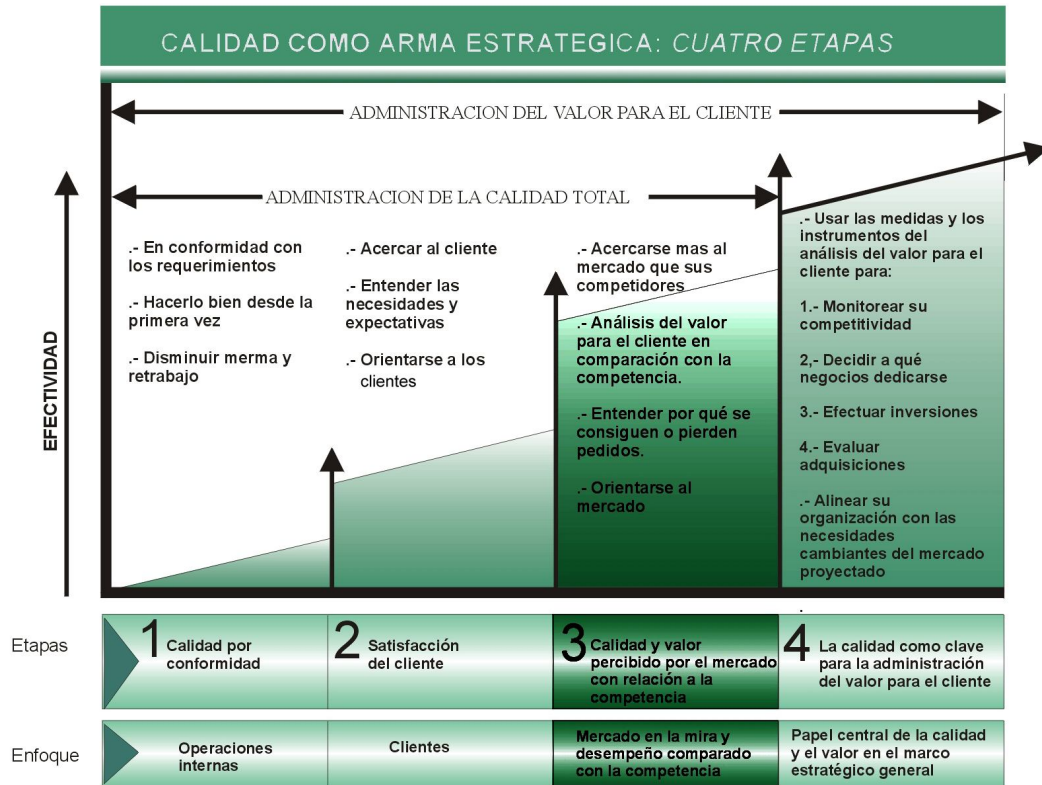 CALIDAD COMO ARMA ESTRATEGICA: CUATRO ETAPAS
ADMINISTRACION DEL VALOR PARA EL CLIENTE
ADMINISTRACION DE LA CALIDAD TOTAL
EFECTIVIDAD
.- En conformidad con
los requerimientos
.- Hacerlo bien desde la
primera vez
.- Disminuir merma y
retrabajo
.- Acercar al cliente
.- Entender las
necesidades y
expectativas
.- Orientarse a los
clientes
.- Acercarse mas al
mercado que sus
competidores
.- Análisis del valor
para el cliente en
comparación con la
competencia.
.- Entender por qué se
consiguen o pierden
pedidos.
.- Orientarse al
mercado
.- Usar las medidas y los
instrumentos del
análisis del valor para el
cliente para:
1.- Monitorear su
competitividad
2,- Decidir a qué
negocios dedicarse
3.- Efectuar inversiones
4.- Evaluar
adquisiciones
.- Alinear su
organización con las
necesidades
cambiantes del mercado
proyectado
Etapas
1 Calidad por
conformidad
2 Satisfacción
del cliente
3 Calidad y valor
percibido por el mercado
con relación a la
competencia
4 La calidad como clave
para la administración
del valor para el cliente
Enfoque
Operaciones
internas
Clientes
Mercado en la mira y
desempeño comparado
con la competencia
Papel central de la calidad
y el valor en el marco
estratégico general